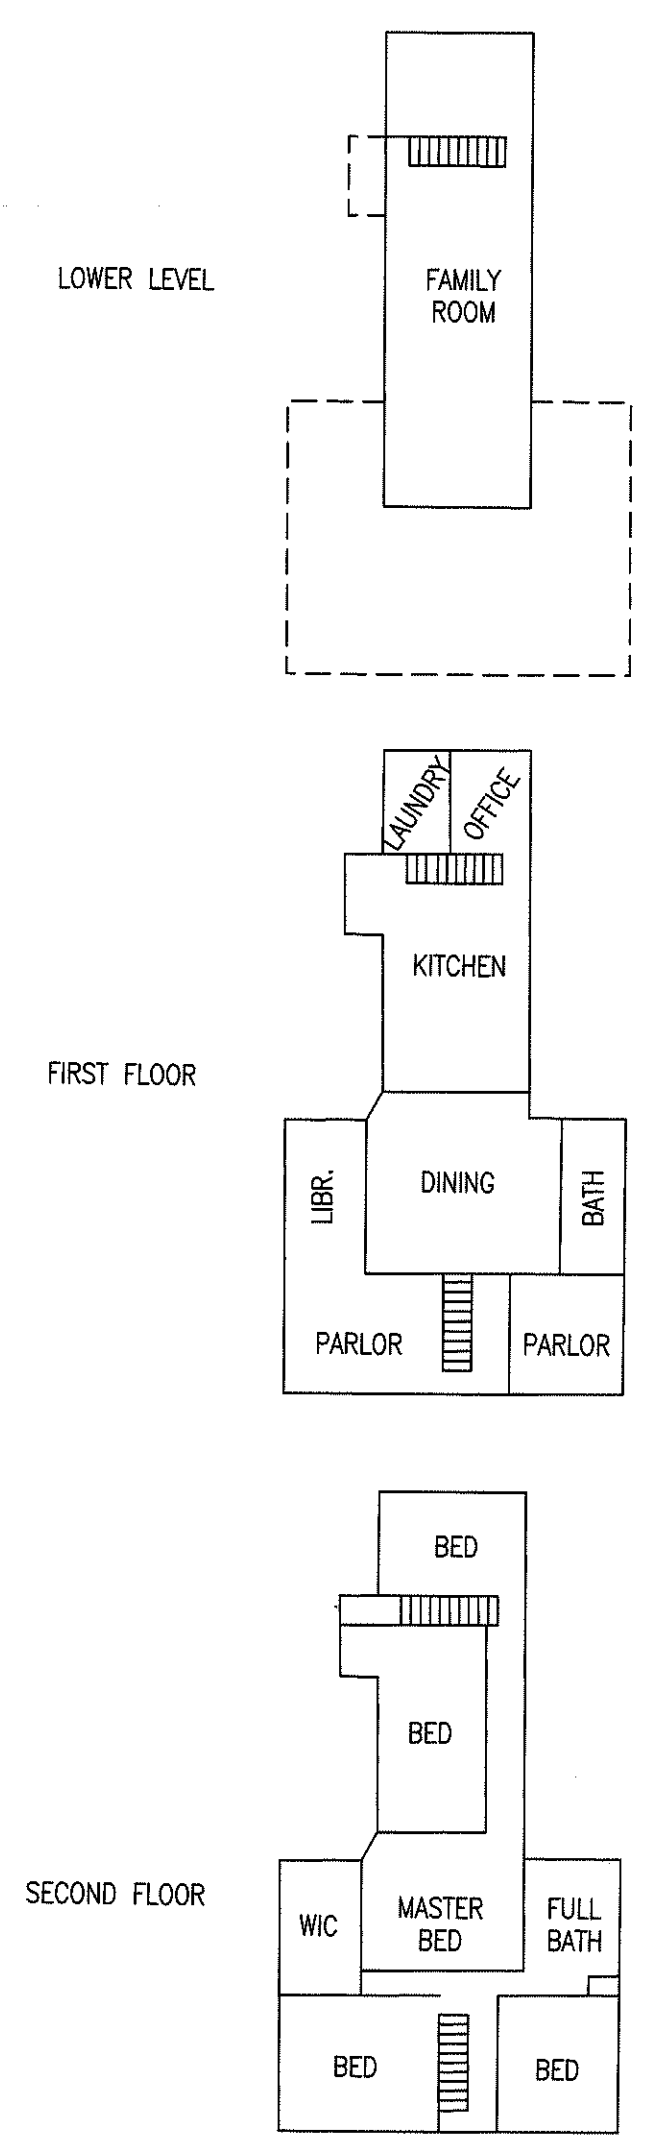 LOWER LEVEL
FAMILY
ROOM
LAUNDRY
OFFICE
KITCHEN
FIRST FLOOR
LIBR.
DINING
BATH
PARLOR
PARLOR
BED
BED
SECOND FLOOR
WIC
MASTER
BED
FULL
BATH
BED
BED